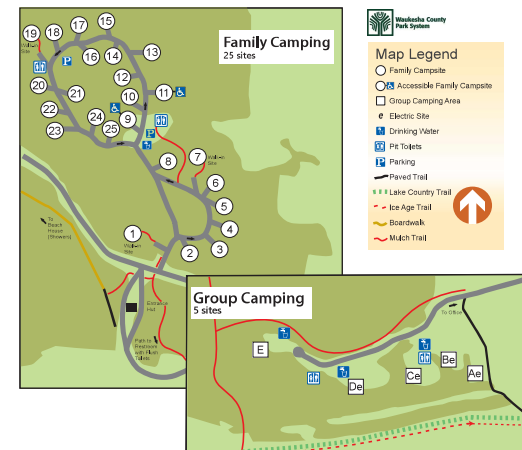 Waukesha County
Park System
Map Legend
Family Campsite
Accessible Family Campsite
Group Camping Area
e Electric Site
Drinking Water
Pit Toilets
P Parking
Paved Trail
Lake Country Trail
Ice Age Trail
Boardwalk
Mulch Trail
Family Camping
25 sites
15
17
18
19
Walk-in
Site
16
14
13
P
12
20
21
10
11
22
9
24
23
25
P
8
7
Walk-in
Site
6
5
4
3
2
1
Walk-in
Site
To
Beach
House
(Showers)
Entrance
Hut
Path to
Restroom
with Flush
Toilets
Group Camping
5 sites
To Office
E
De
Ce
Be
Ae